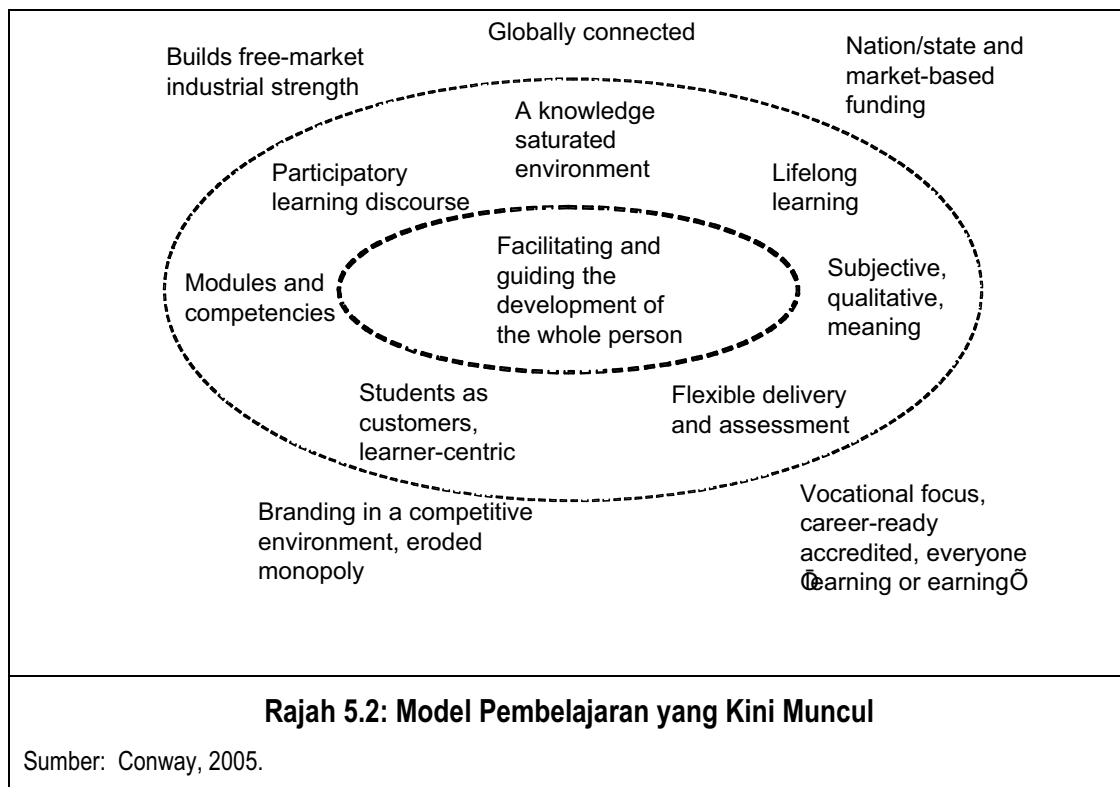 Globally connected
Builds free-market
industrial strength
Nation/state and
market-based
funding
A knowledge
saturated
environment
Participatory
learning discourse
Lifelong
learning
Facilitating and
guiding the
development of
the whole person
Modules and
competencies
Subjective,
qualitative,
meaning
Students as
customers,
learner-centric
Flexible delivery
and assessment
Branding in a competitive
environment, eroded
monopoly
Vocational focus,
career-ready
accredited, everyone
learning or earningÕ
Rajah 5.2: Model Pembelajaran yang Kini Muncul
Sumber: Conway, 2005.